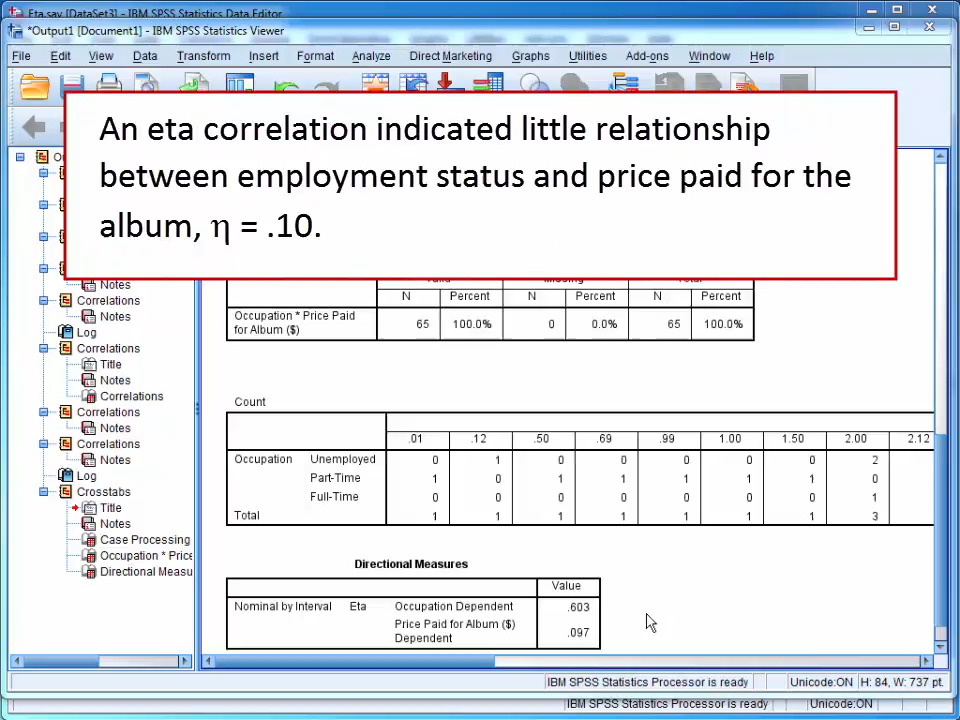 Eta.sav [DataSet3] - IBM SPSS Statistics Data Editor
*Output1 [Document1] - IBM SPSS Statistics Viewer
File Edit View Data Transform Insert Format Analyze Direct Marketing Graphs Utilities Add-ons Window Help
An eta correlation indicated little relationship
between employment status and price paid for the
album, η = .10.
Notes
Correlations
Notes
Log
Correlations
Title
Notes
Correlations
Correlations
Notes
Correlations
Notes
Log
Crosstabs
Title
Notes
Case Processing
Occupation * Price
Directional Measu
N Percent N Percent N Percent
Occupation * Price Paid
for Album ($) 65 100.0% 0 0.0% 65 100.0%
Count
.01 .12 .50 .69 .99 1.00 1.50 2.00 2.12
Occupation Unemployed 0 1 0 0 0 0 0 2
Part-Time 1 0 1 1 1 1 1 0
Full-Time 0 0 0 0 0 0 0 1
Total 1 1 1 1 1 1 1 3
Directional Measures
Value
Nominal by Interval Eta Occupation Dependent .603
Price Paid for Album ($)
Dependent .097
IBM SPSS Statistics Processor is ready Unicode:ON H: 84, W: 737 pt.
IBM SPSS Statistics Processor is ready Unicode:ON